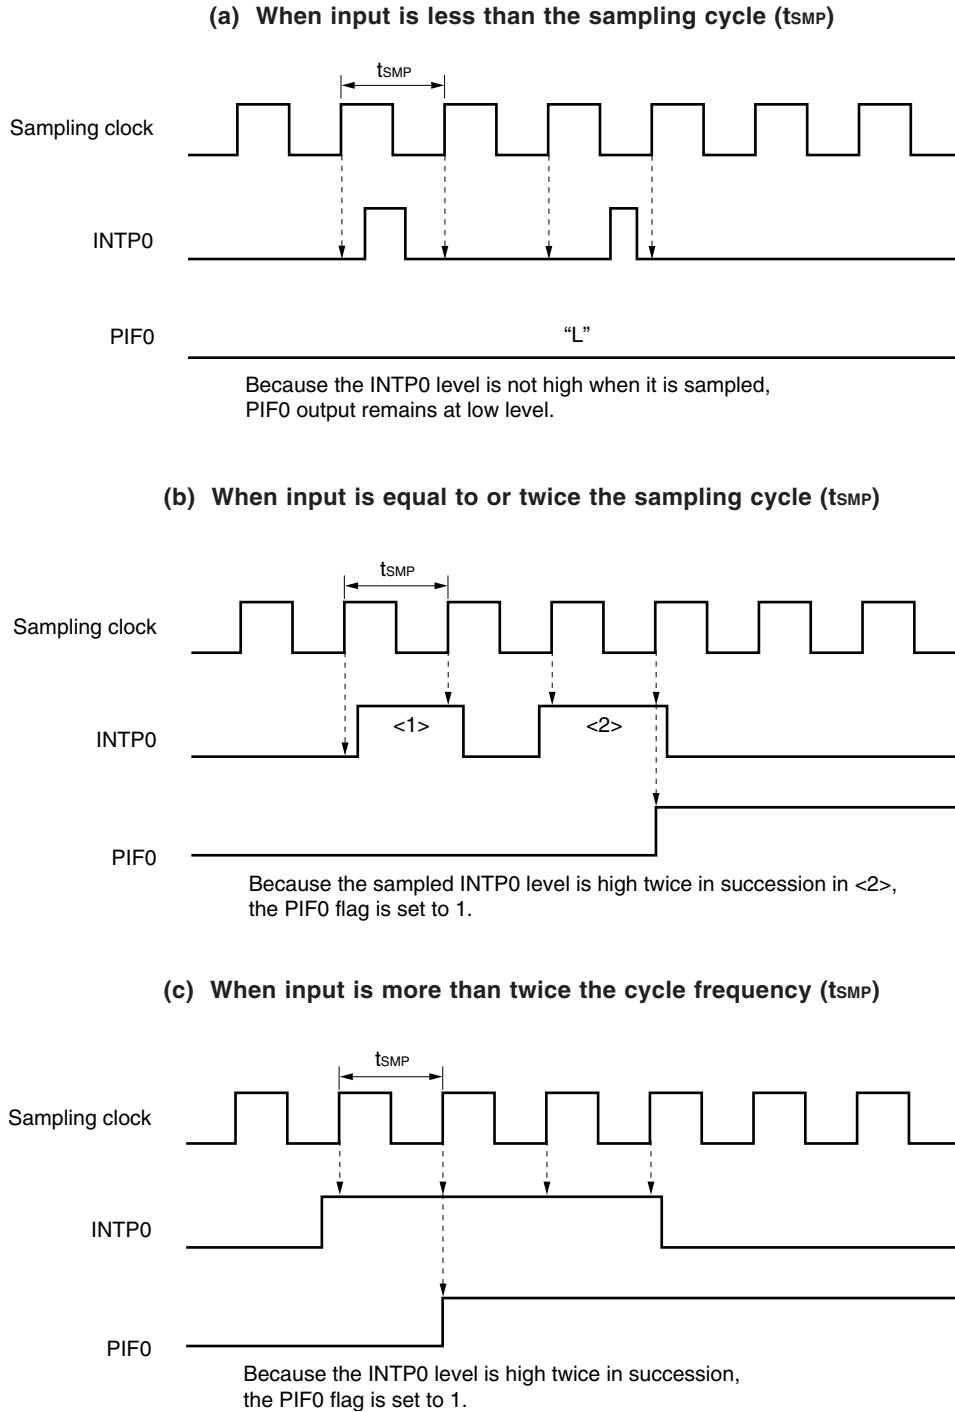 (a) When input is less than the sampling cycle (tSMP)
tSMP
Sampling clock
INTP0
PIF0
“L”
Because the INTP0 level is not high when it is sampled,
PIF0 output remains at low level.
(b) When input is equal to or twice the sampling cycle (tSMP)
tSMP
Sampling clock
<1>
<2>
INTP0
PIF0
Because the sampled INTP0 level is high twice in succession in <2>,
the PIF0 flag is set to 1.
(c) When input is more than twice the cycle frequency (tSMP)
tSMP
Sampling clock
INTP0
PIF0
Because the INTP0 level is high twice in succession,
the PIF0 flag is set to 1.